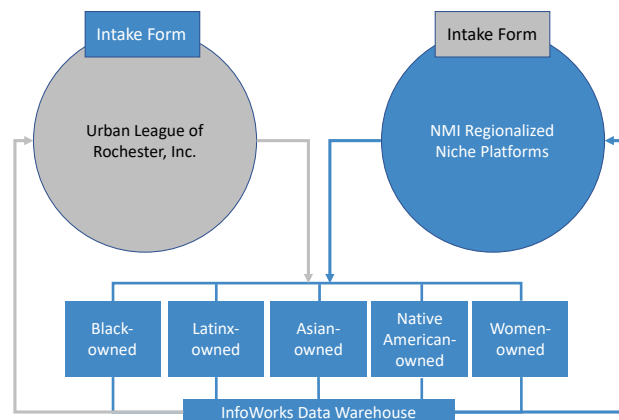 Intake Form
Intake Form
Urban League of
Rochester, Inc.
NMI Regionalized
Niche Platforms
Black-
owned
Latinx-
owned
Asian-
owned
Native
American-
owned
Women-
owned
InfoWorks Data Warehouse